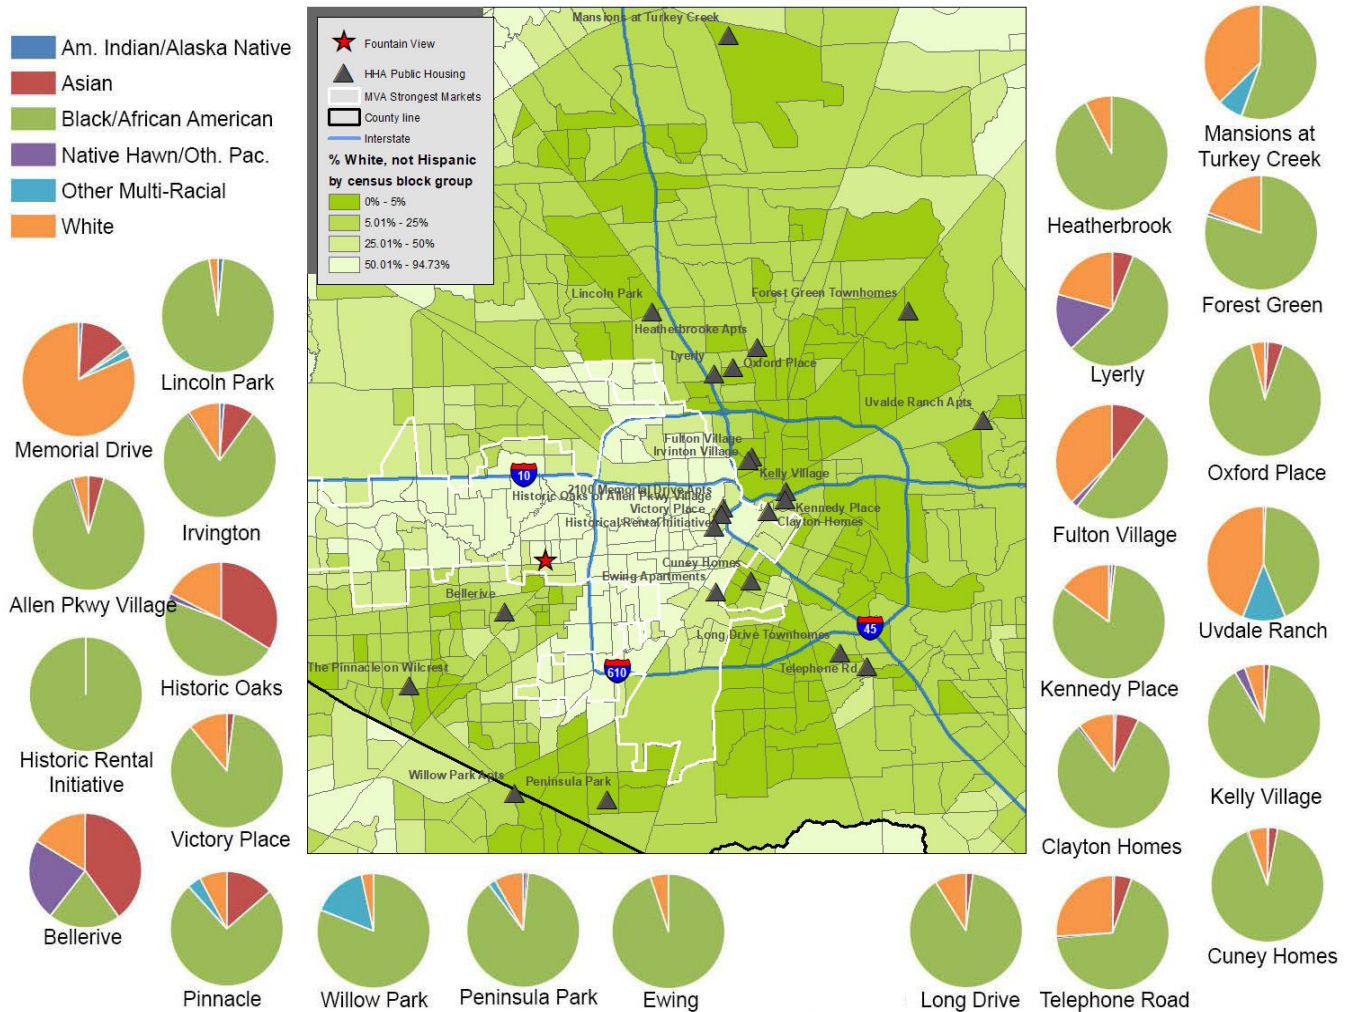 Am. Indian/Alaska Native
Asian
Black/African American
Native Hawn/Oth. Pac.
Other Multi-Racial
White
Lincoln Park
Memorial Drive
Irvington
Allen Pkwy Village
Historic Oaks
Historic Rental
Initiative
Victory Place
Bellerive
Pinnacle
Willow Park
Peninsula Park
Ewing
Long Drive
Telephone Road
Fountain View
HHA Public Housing
MVA Strongest Markets
County line
Interstate
% White, not Hispanic
by census block group
0% - 5%
5.01% - 25%
25.01% - 50%
50.01% - 94.73%
Mansions at Turkey Creek
Lincoln Park
Forest Green Townhomes
Heatherbrooke Apts
Lyerly
Oxford Place
Uvalde Ranch Apts
Fulton Village
Irvinton Village
Kelly Village
10
2100 Memorial Drive Apts
Historic Oaks of Allen Pkwy Village
Victory Place
Kennedy Place
Historical Rental Initiative
Clayton Homes
Cuney Homes
Ewing Apartments
Bellerive
45
Long Drive Townhomes
The Pinnacle on Wilcrest
610
Telephone Rd
Willow Park Apts
Peninsula Park
Mansions at
Turkey Creek
Heatherbrook
Forest Green
Lyerly
Oxford Place
Fulton Village
Uvdale Ranch
Kennedy Place
Kelly Village
Clayton Homes
Cuney Homes